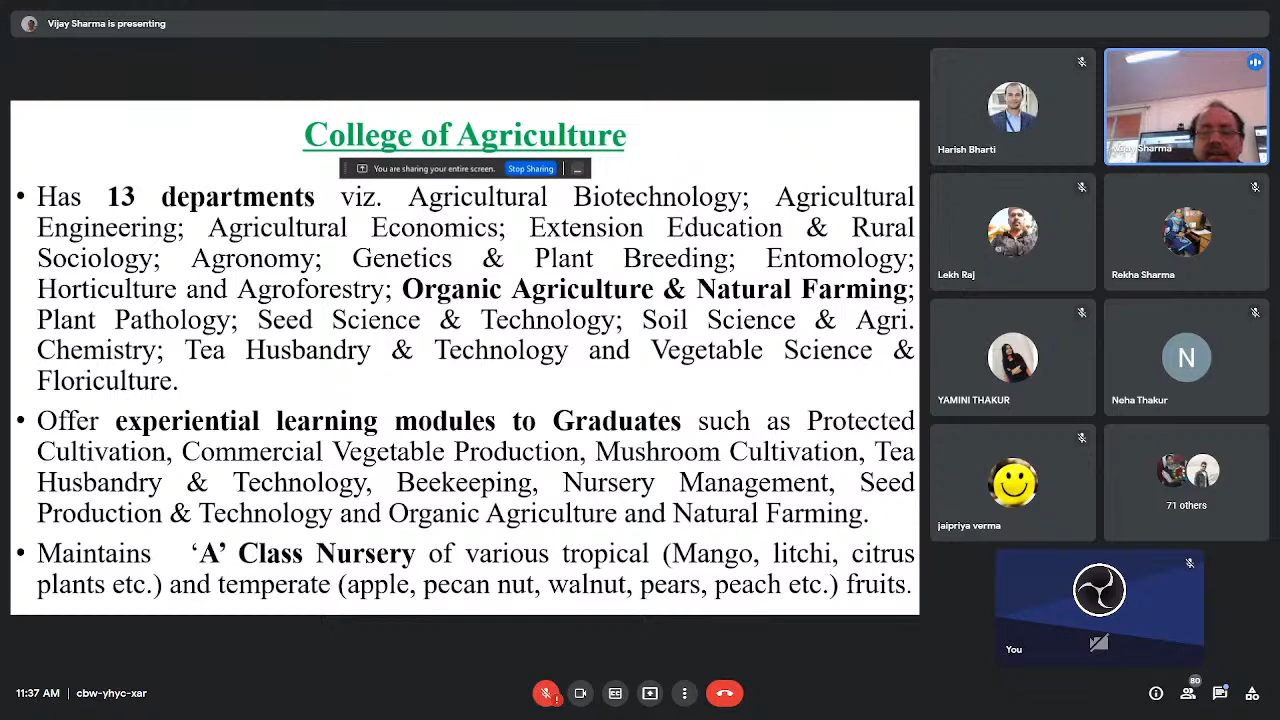 Vijay Sharma is presenting
College of Agriculture
You are sharing your entire screen. Stop Sharing
• Has 13 departments viz. Agricultural Biotechnology; Agricultural
Engineering; Agricultural Economics; Extension Education & Rural
Sociology; Agronomy; Genetics & Plant Breeding; Entomology;
Horticulture and Agroforestry; Organic Agriculture & Natural Farming;
Plant Pathology; Seed Science & Technology; Soil Science & Agri.
Chemistry; Tea Husbandry & Technology and Vegetable Science &
Floriculture.
• Offer experiential learning modules to Graduates such as Protected
Cultivation, Commercial Vegetable Production, Mushroom Cultivation, Tea
Husbandry & Technology, Beekeeping, Nursery Management, Seed
Production & Technology and Organic Agriculture and Natural Farming.
• Maintains ‘A’ Class Nursery of various tropical (Mango, litchi, citrus
plants etc.) and temperate (apple, pecan nut, walnut, pears, peach etc.) fruits.
Harish Bharti
Vijay Sharma
Lekh Raj
Rekha Sharma
YAMINI THAKUR
N
Neha Thakur
jaipriya verma
71 others
You
11:37 AM | cbw-yhyc-xar
80